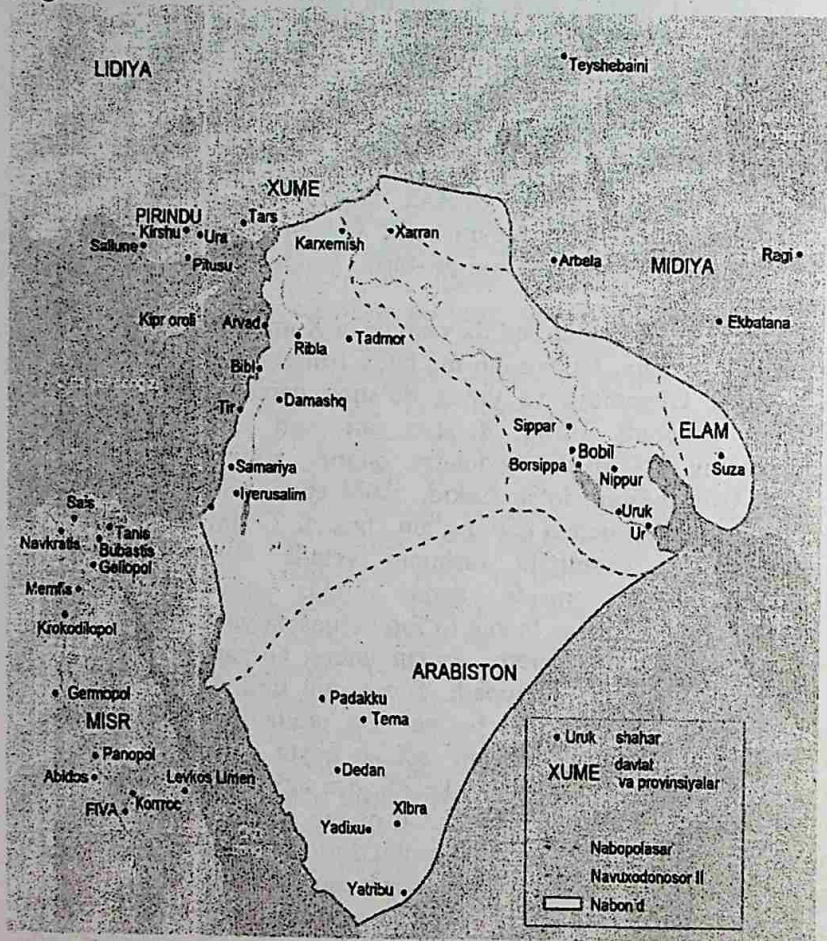 LIDIYA
Teyshebaini
XUME
PIRINDU
Kirshu
Ura
Tars
Sallune
Pitusu
Karxemish
Xarran
Arbela
MIDIYA
Ragi
Ekbatana
Kipr oroli
Arvad
Ribla
Tadmor
Bibl
Tir
Damashq
Sippar
ELAM
Bobil
Borsippa
Nippur
Suza
Samariya
Iyerusalim
Uruk
Ur
Sais
Tanis
Navkratis
Bubastis
Geliopol
Memfis
Krokodilopol
ARABISTON
Germopol
Padakku
MISR
Tema
Panopol
Abidos
Levkos Limen
Dedan
FIVA
Koптос
Xibra
Yadixu
Yatribu
Uruk shahar
XUME davlat
va provinsiyalar
Nabopolasar
Navuxodonosor II
Nabon'd